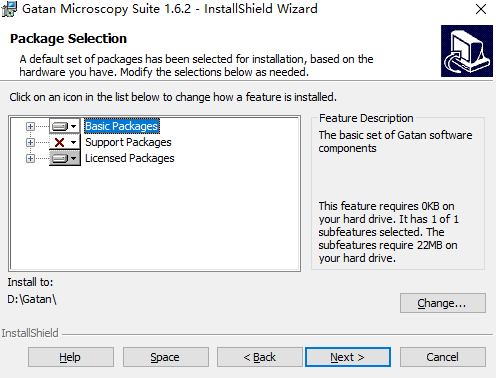 Gatan Microscopy Suite 1.6.2 - InstallShield Wizard
Package Selection
A default set of packages has been selected for installation, based on the
hardware you have. Modify the selections below as needed.
Click on an icon in the list below to change how a feature is installed.
Basic Packages
Support Packages
Licensed Packages
Feature Description
The basic set of Gatan software
components
This feature requires 0KB on
your hard drive. It has 1 of 1
subfeatures selected. The
subfeatures require 22MB on
your hard drive.
Install to:
D:\Gatan\
Change...
InstallShield
Help
Space
< Back
Next >
Cancel